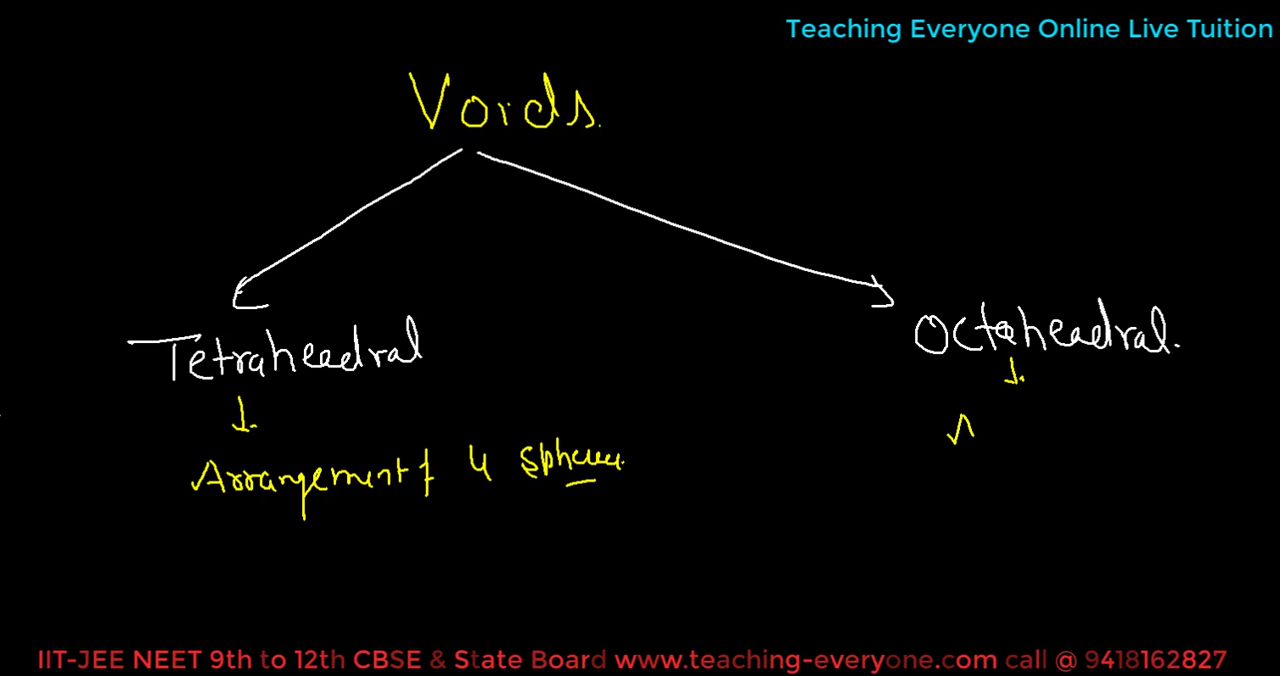 Teaching Everyone Online Live Tuition
Voids.
Tetraheadral
Octaheadral.
Arrangement of 4
IIT-JEE NEET 9th to 12th CBSE & State Board www.teaching-everyone.com call @ 9418162827